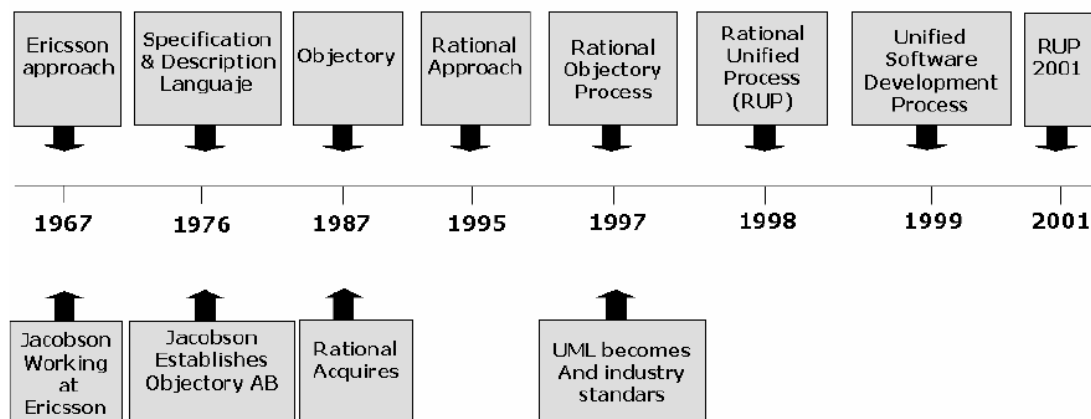 Ericsson
approach
Specification
& Description
Languaje
Objectory
Rational
Approach
Rational
Objectory
Process
Rational
Unified
Process
(RUP)
Unified
Software
Development
Process
RUP
2001
1967
1976
1987
1995
1997
1998
1999
2001
Jacobson
Working
at
Ericsson
Jacobson
Establishes
Objectory AB
Rational
Acquires
UML becomes
And industry
standars